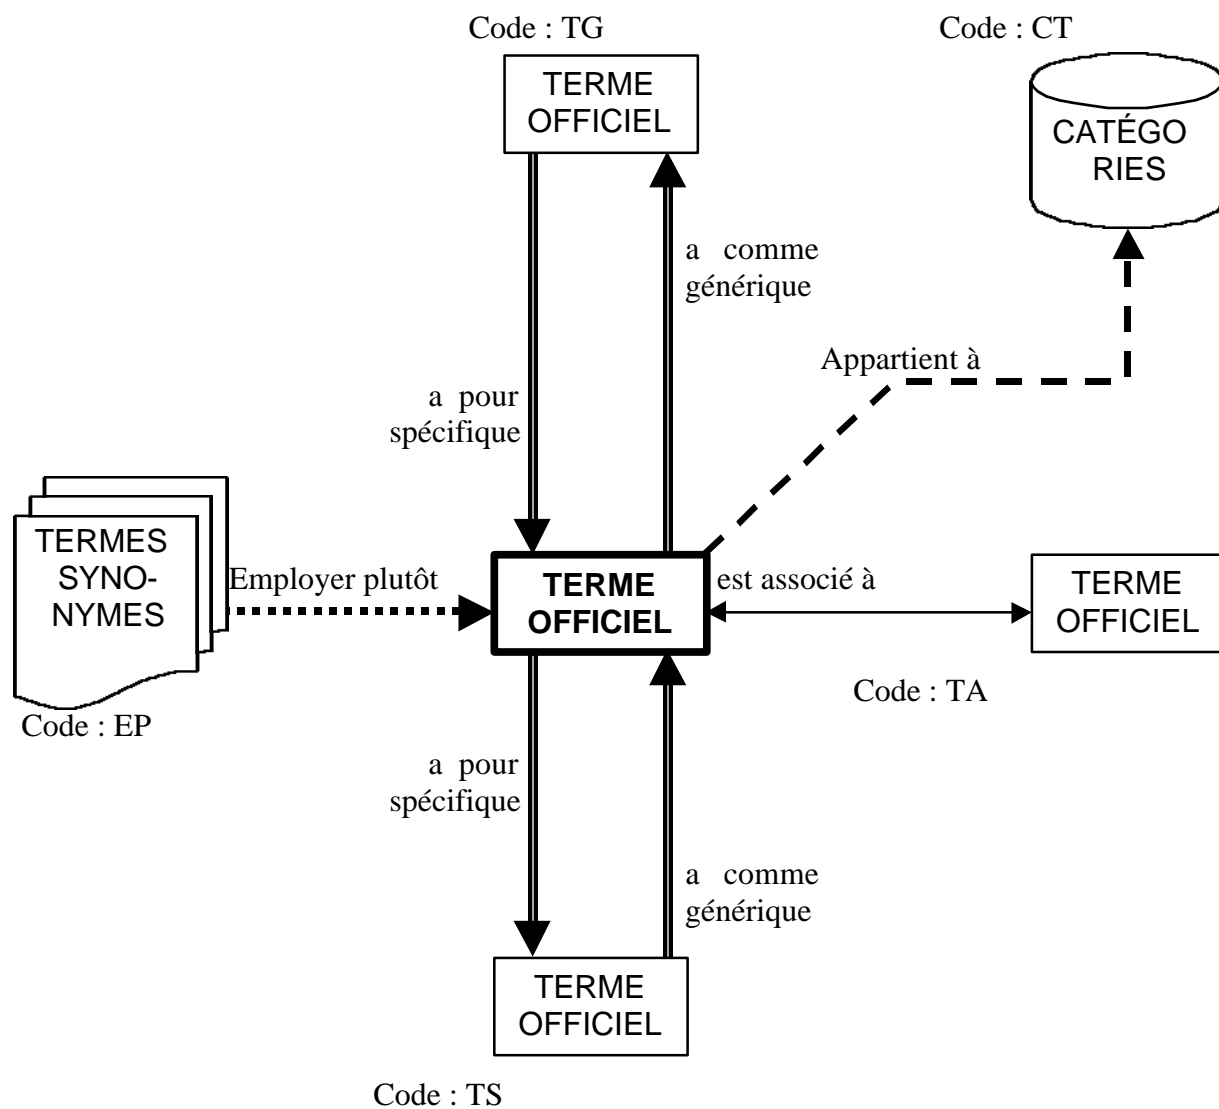 Code : TG
Code : CT
TERME
OFFICIEL
CATÉGO
RIES
a comme
générique
Appartient à
a pour
spécifique
TERMES
SYNO-
NYMES
Employer plutôt
TERME
OFFICIEL
est associé à
TERME
OFFICIEL
Code : EP
Code : TA
a pour
spécifique
a comme
générique
TERME
OFFICIEL
Code : TS